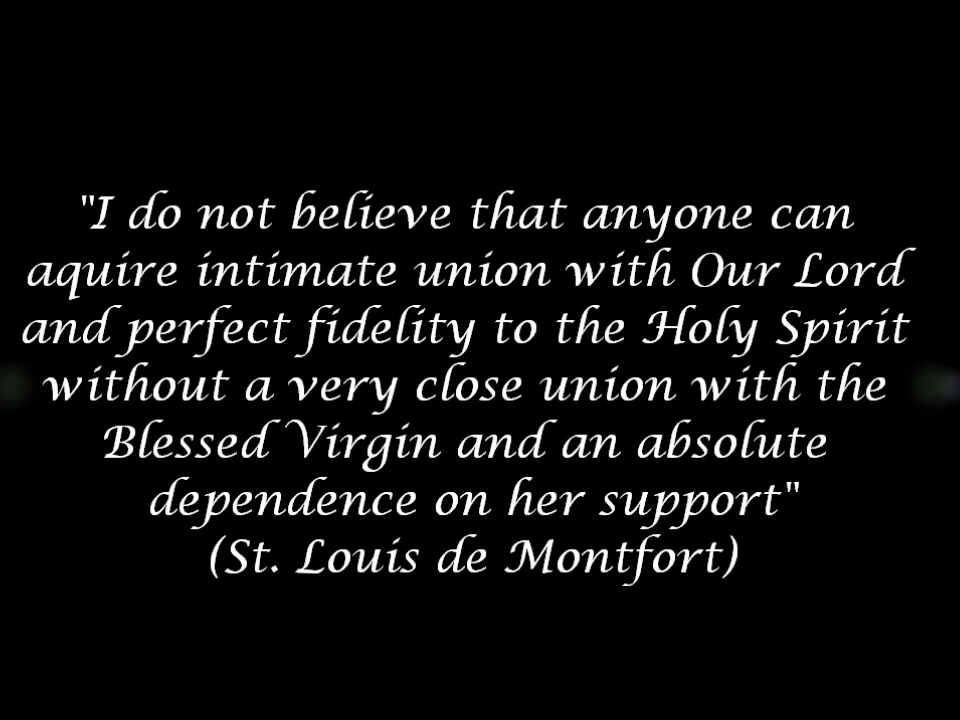 "I do not believe that anyone can
aquire intimate union with Our Lord
and perfect fidelity to the Holy Spirit
without a very close union with the
Blessed Virgin and an absolute
dependence on her support"
(St. Louis de Montfort)